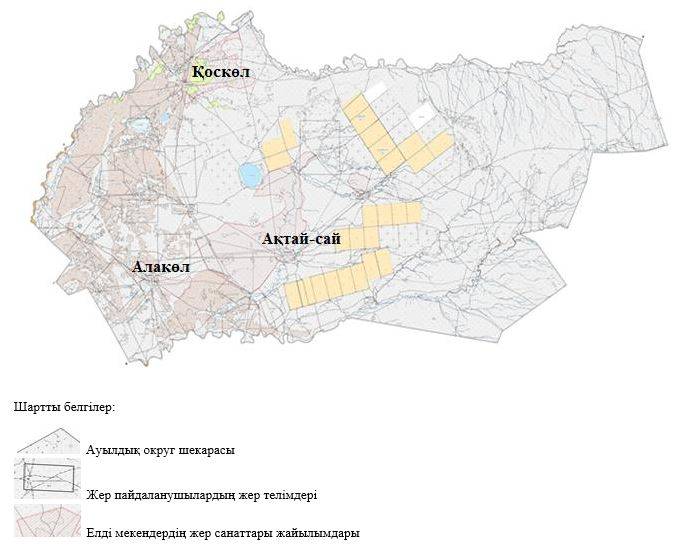 Қоскөл
Ақтай-сай
Алакөл
Шартты белгілер:
Ауылдық округ шекарасы
Жер пайдаланушылардың жер телімдері
Елді мекендердің жер санаттары жайылымдары